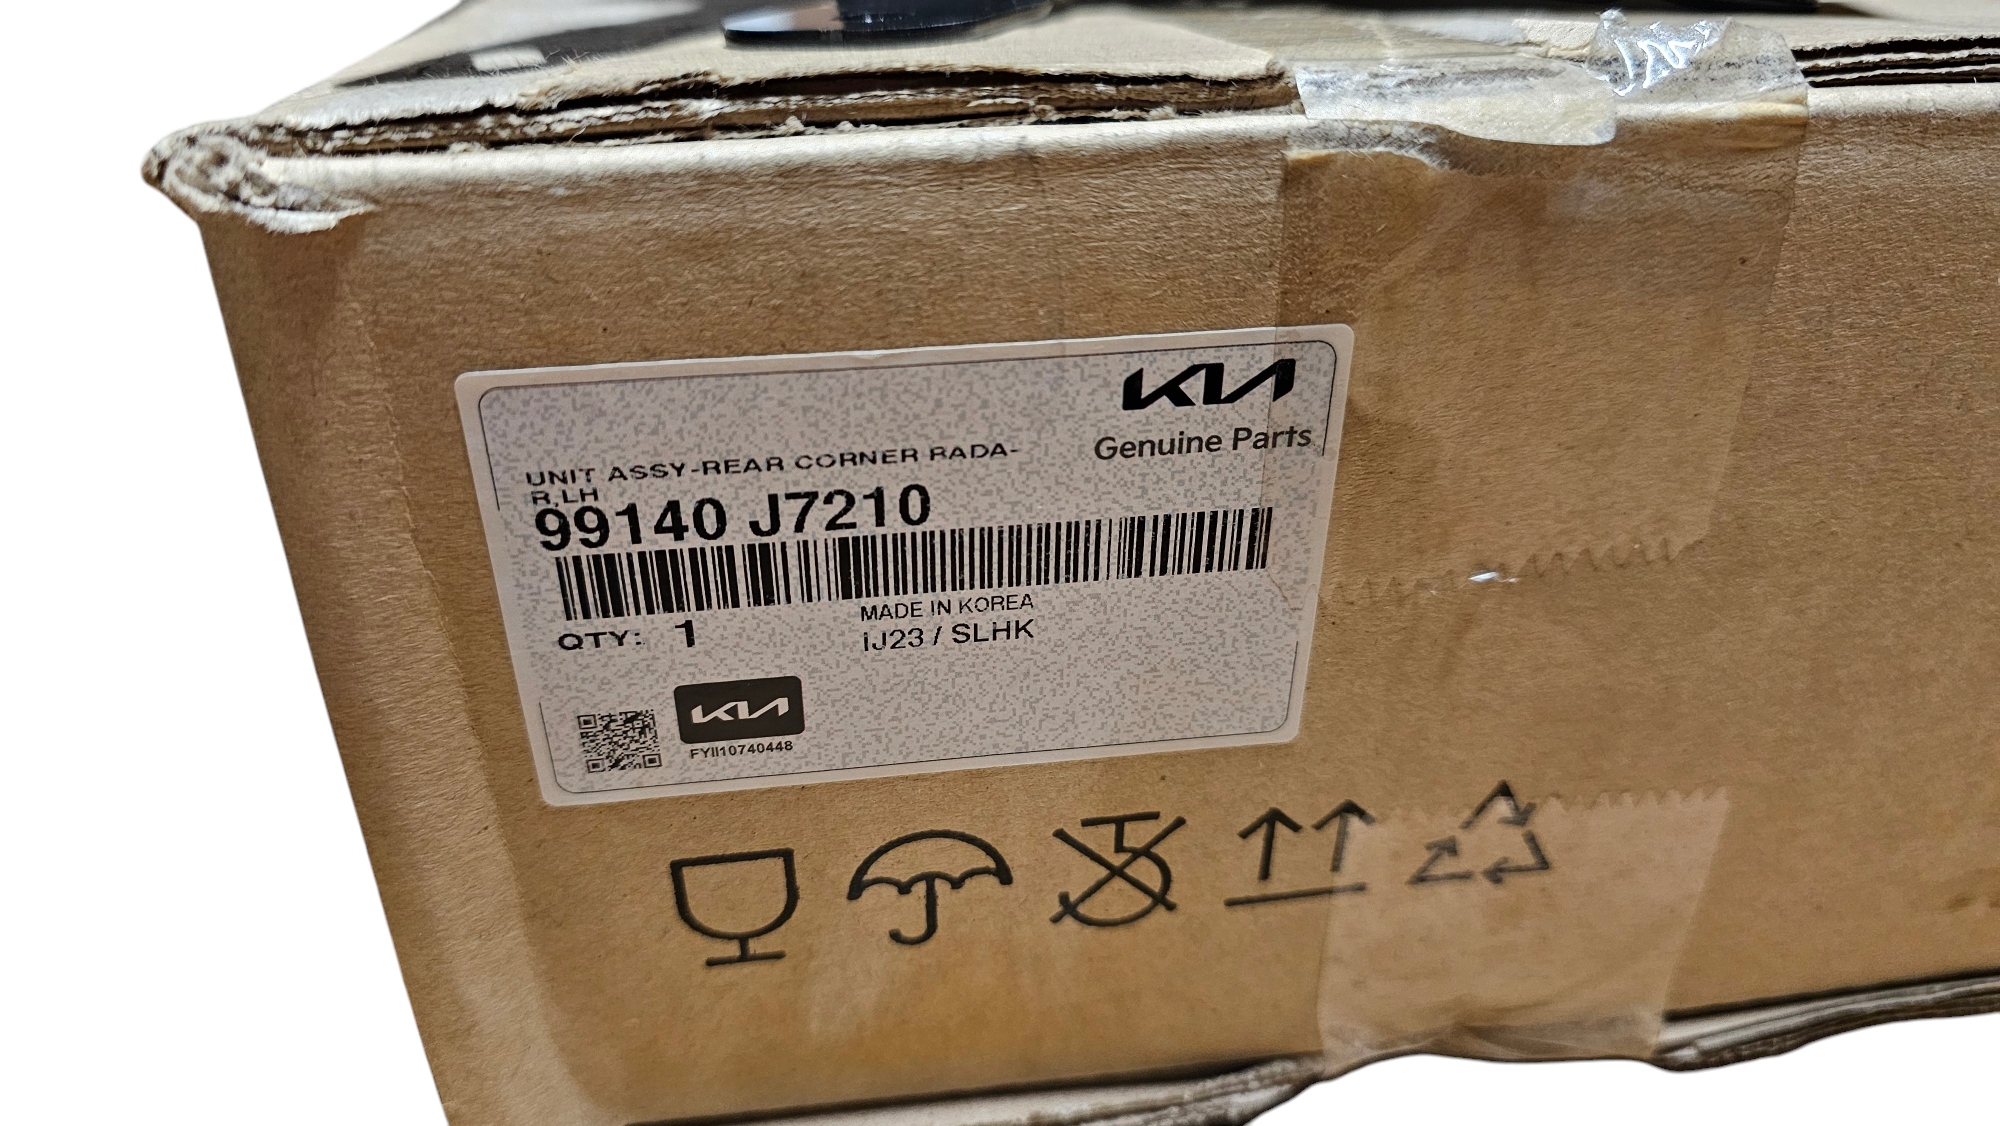 KIA
Genuine Parts
UNIT ASSY-REAR CORNER RADA-
R,LH
99140 J7210
MADE IN KOREA
QTY: 1
iJ23 / SLHK
KIA
FYII10740448